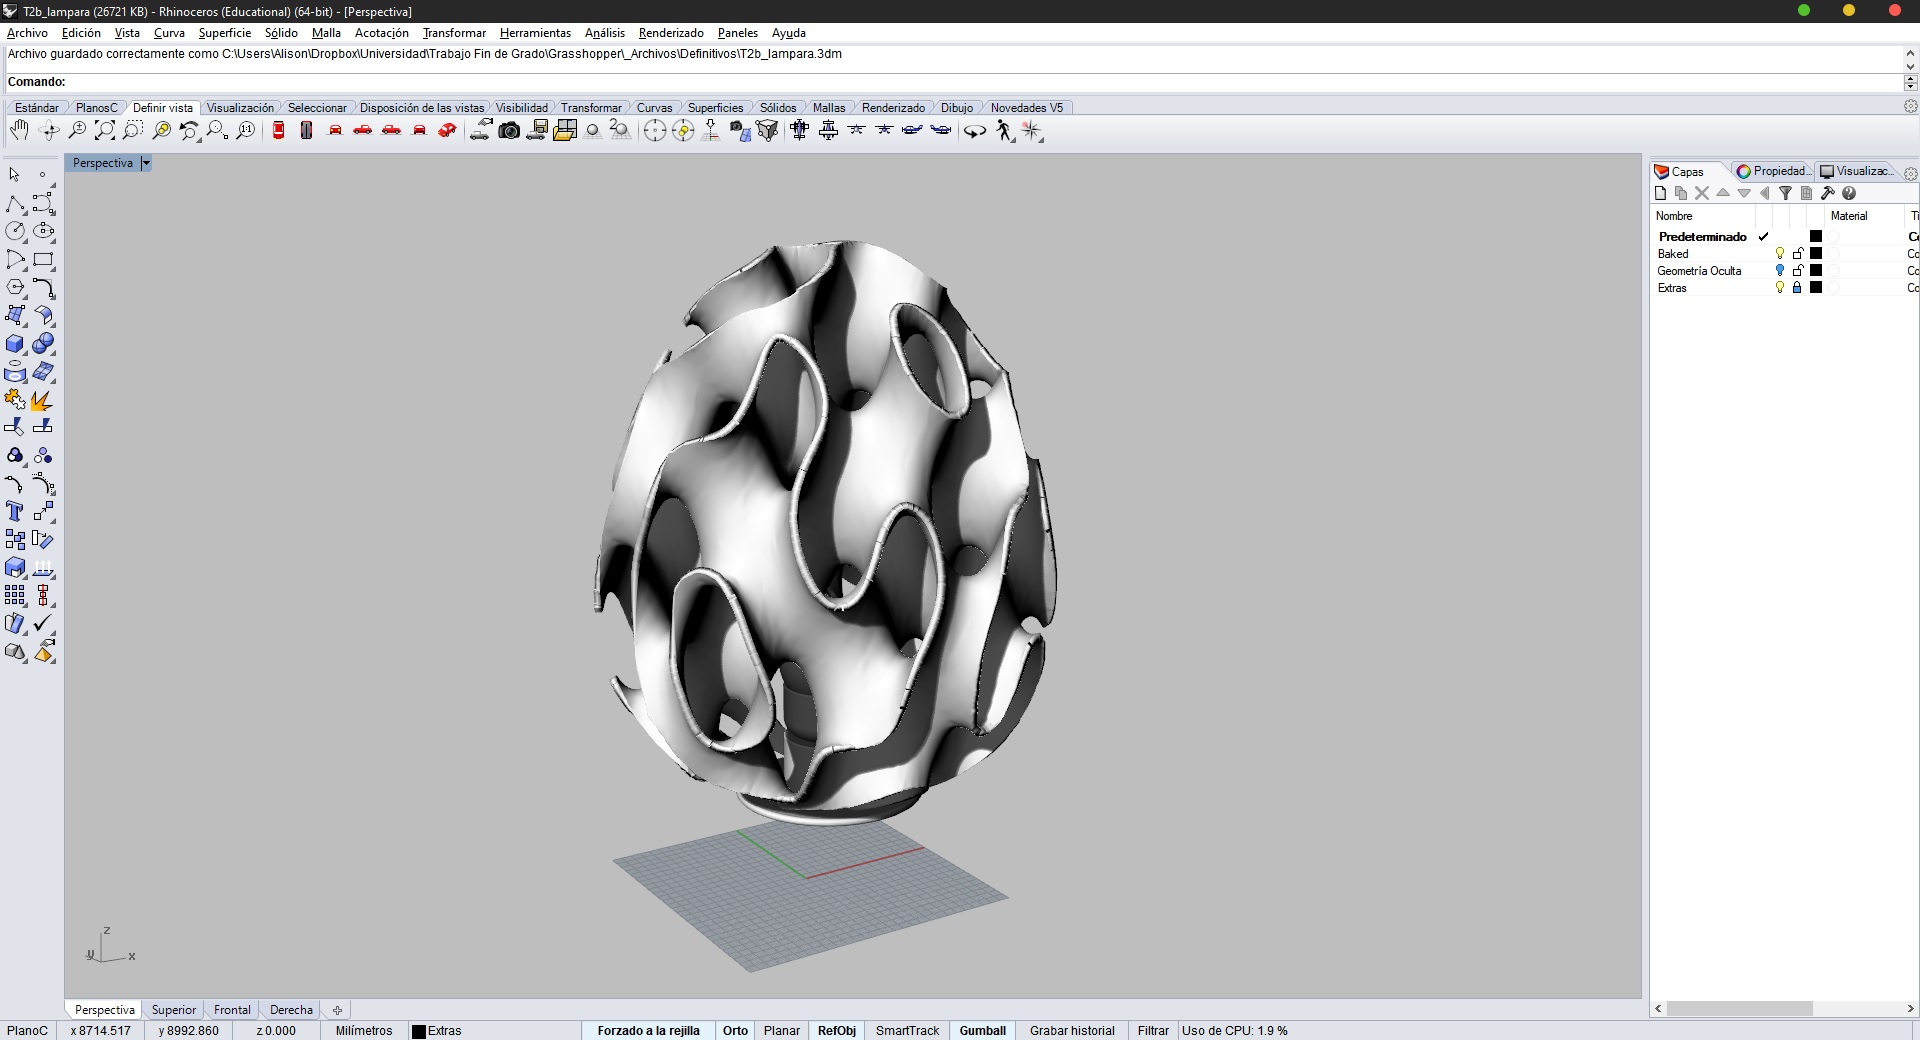 T2b_lampara (26721 KB) - Rhinoceros (Educational) (64-bit) - [Perspectiva]
Archivo Edición Vista Curva Superficie Sólido Malla Acotación Transformar Herramientas Análisis Renderizado Paneles Ayuda
Archivo guardado correctamente como C:\Users\Alison\Dropbox\Universidad\Trabajo Fin de Grado\Grasshopper\_Archivos\Definitivos\T2b_lampara.3dm
Comando:
Estándar PlanosC Definir vista Visualización Seleccionar Disposición de las vistas Visibilidad Transformar Curvas Superficies Sólidos Mallas Renderizado Dibujo Novedades V5
Perspectiva
Capas Propiedad... Visualizac...
Nombre Material Ti
Predeterminado Co
Baked Co
Geometría Oculta Co
Extras Co
z
y x
Perspectiva Superior Frontal Derecha
PlanoC x 8714.517 y 8992.860 z 0.000 Milímetros Extras Forzado a la rejilla Orto Planar RefObj SmartTrack Gumball Grabar historial Filtrar Uso de CPU: 1.9 %